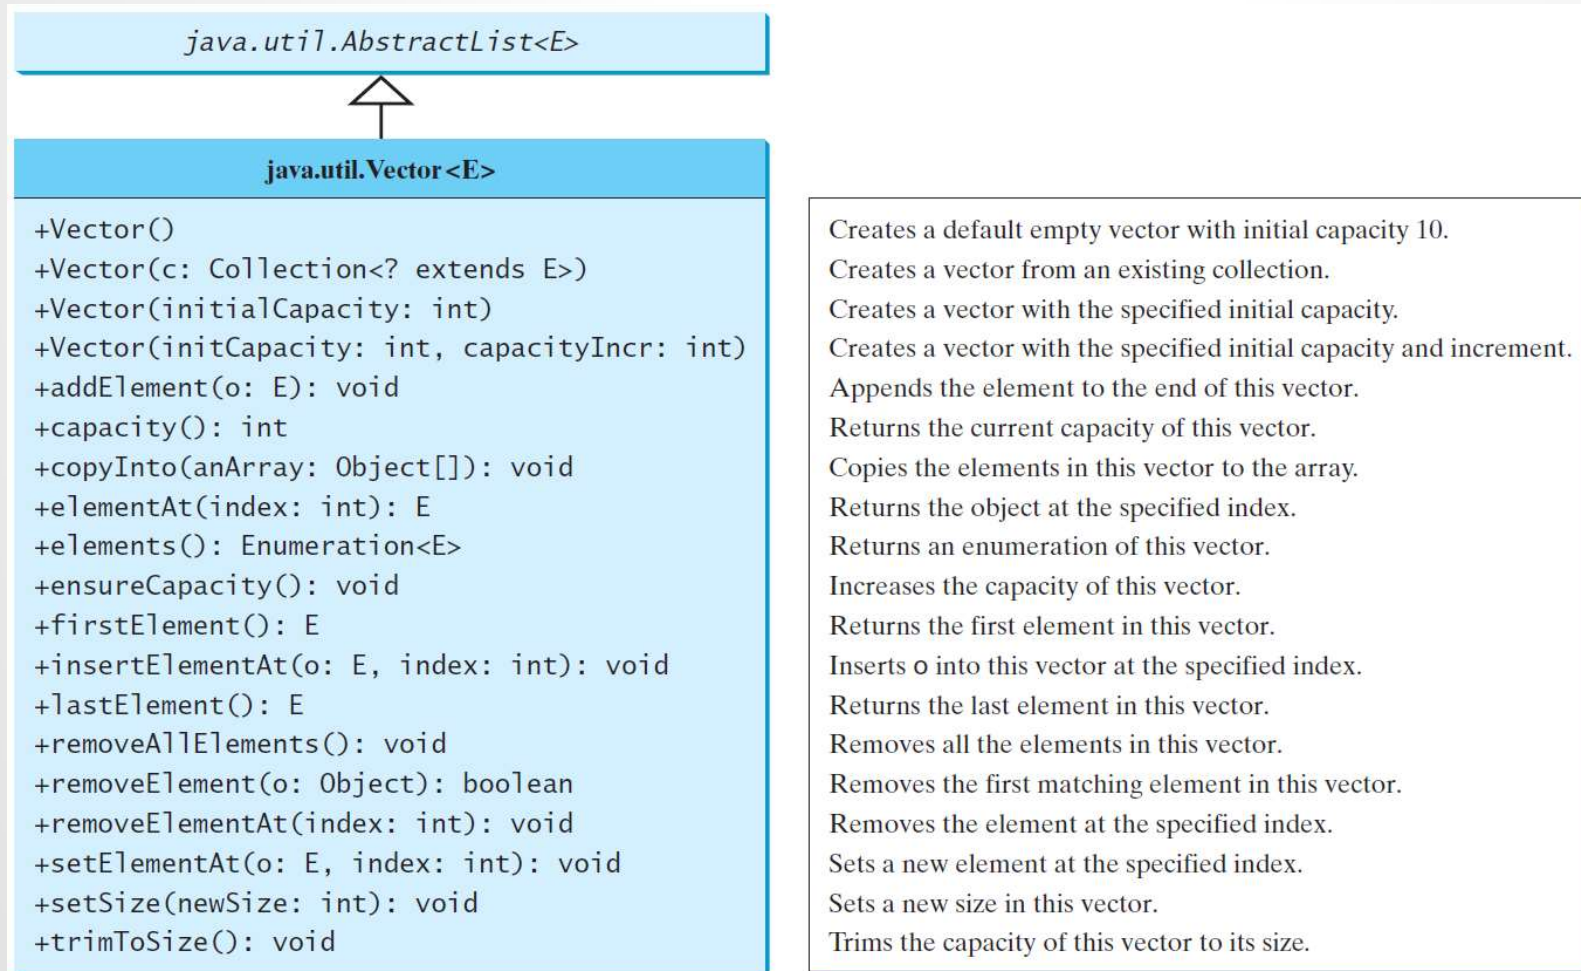 java.util.AbstractList<E>
java.util.Vector<E>
+Vector()
Creates a default empty vector with initial capacity 10.
+Vector(c: Collection<? extends E>)
Creates a vector from an existing collection.
+Vector(initialCapacity: int)
Creates a vector with the specified initial capacity.
+Vector(initCapacity: int, capacityIncr: int)
Creates a vector with the specified initial capacity and increment.
+addElement(o: E): void
Appends the element to the end of this vector.
+capacity(): int
Returns the current capacity of this vector.
+copyInto(anArray: Object[]): void
Copies the elements in this vector to the array.
+elementAt(index: int): E
Returns the object at the specified index.
+elements(): Enumeration<E>
Returns an enumeration of this vector.
+ensureCapacity(): void
Increases the capacity of this vector.
+firstElement(): E
Returns the first element in this vector.
+insertElementAt(o: E, index: int): void
Inserts o into this vector at the specified index.
+lastElement(): E
Returns the last element in this vector.
+removeAllElements(): void
Removes all the elements in this vector.
+removeElement(o: Object): boolean
Removes the first matching element in this vector.
+removeElementAt(index: int): void
Removes the element at the specified index.
+setElementAt(o: E, index: int): void
Sets a new element at the specified index.
+setSize(newSize: int): void
Sets a new size in this vector.
+trimToSize(): void
Trims the capacity of this vector to its size.